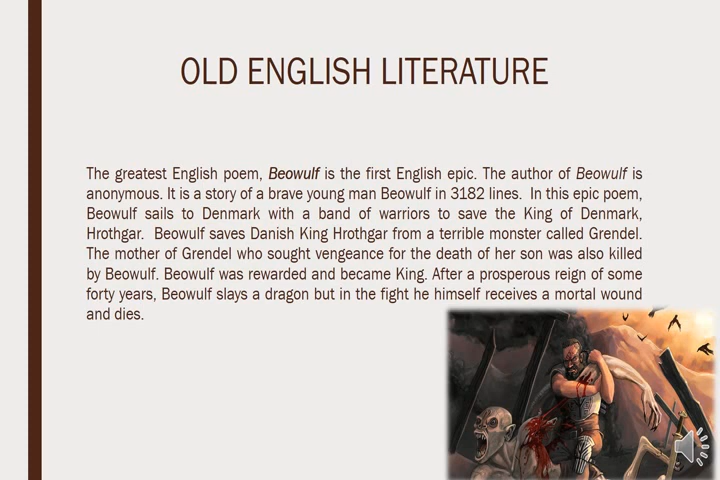 OLD ENGLISH LITERATURE
The greatest English poem, Beowulf is the first English epic. The author of Beowulf is
anonymous. It is a story of a brave young man Beowulf in 3182 lines. In this epic poem,
Beowulf sails to Denmark with a band of warriors to save the King of Denmark,
Hrothgar. Beowulf saves Danish King Hrothgar from a terrible monster called Grendel.
The mother of Grendel who sought vengeance for the death of her son was also killed
by Beowulf. Beowulf was rewarded and became King. After a prosperous reign of some
forty years, Beowulf slays a dragon but in the fight he himself receives a mortal wound
and dies.